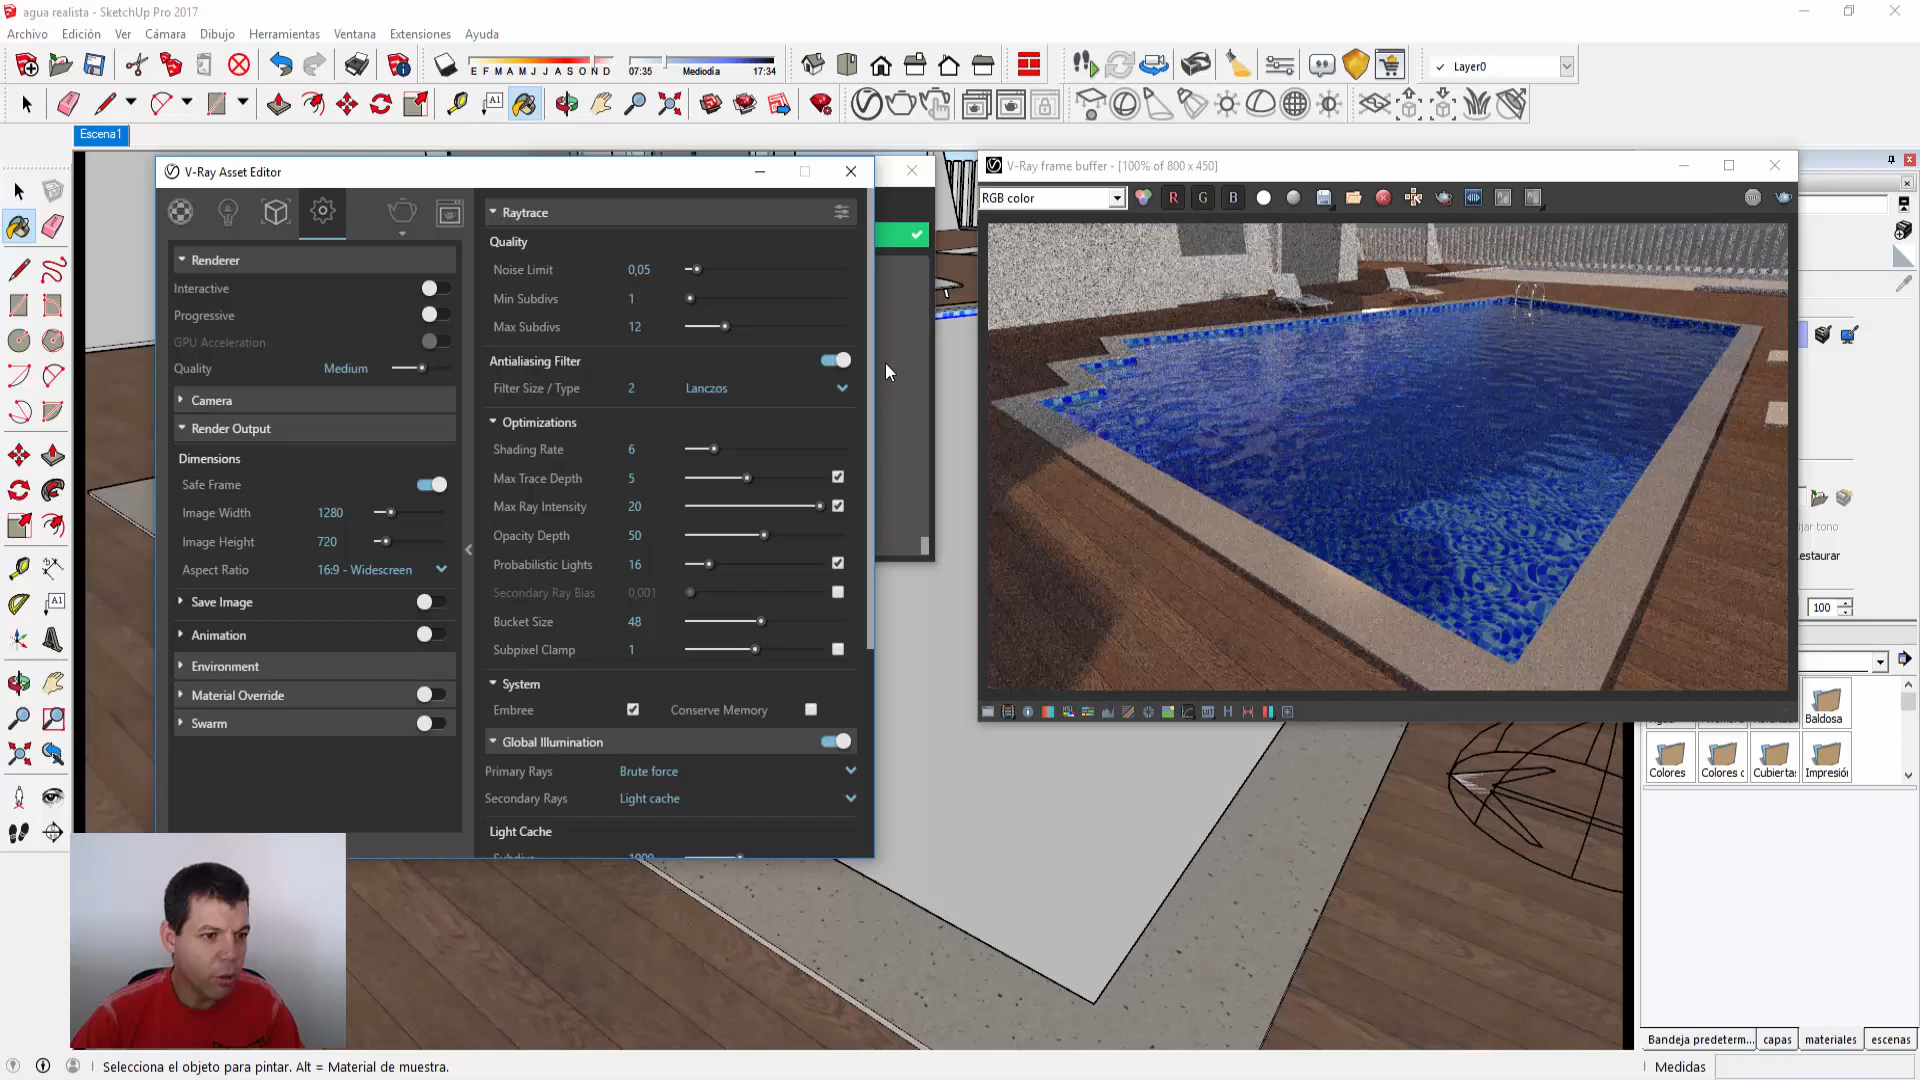 agua realista - SketchUp Pro 2017
Archivo Edición Ver Cámara Dibujo Herramientas Ventana Extensiones Ayuda
E F M A M J J A S O N D
07:35 Mediodía 17:34
Layer0
Escena1
V-Ray Asset Editor
Renderer
Interactive
Progressive
GPU Acceleration
Quality Medium
Camera
Render Output
Dimensions
Safe Frame
Image Width 1280
Image Height 720
Aspect Ratio 16:9 - Widescreen
Save Image
Animation
Environment
Material Override
Swarm
Raytrace
Quality
Noise Limit 0,05
Min Subdivs 1
Max Subdivs 12
Antialiasing Filter
Filter Size / Type 2 Lanczos
Optimizations
Shading Rate 6
Max Trace Depth 5
Max Ray Intensity 20
Opacity Depth 50
Probabilistic Lights 16
Secondary Ray Bias 0,001
Bucket Size 48
Subpixel Clamp 1
System
Embree Conserve Memory
Global Illumination
Primary Rays Brute force
Secondary Rays Light cache
Light Cache
V-Ray frame buffer - [100% of 800 x 450]
RGB color
R G B
100
Baldosa
Colores Colores c Cubierta: Impresió
Bandeja predeterm... capas materiales escenas
Selecciona el objeto para pintar. Alt = Material de muestra.
Medidas